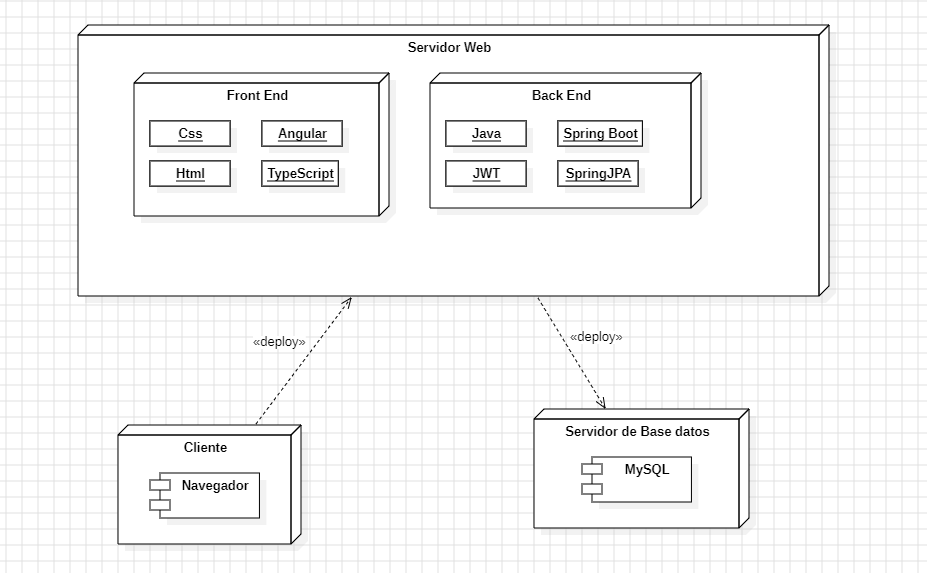 Servidor Web
Front End
Css
Angular
Html
TypeScript
Back End
Java
Spring Boot
JWT
SpringJPA
«deploy»
«deploy»
Cliente
Navegador
Servidor de Base datos
MySQL